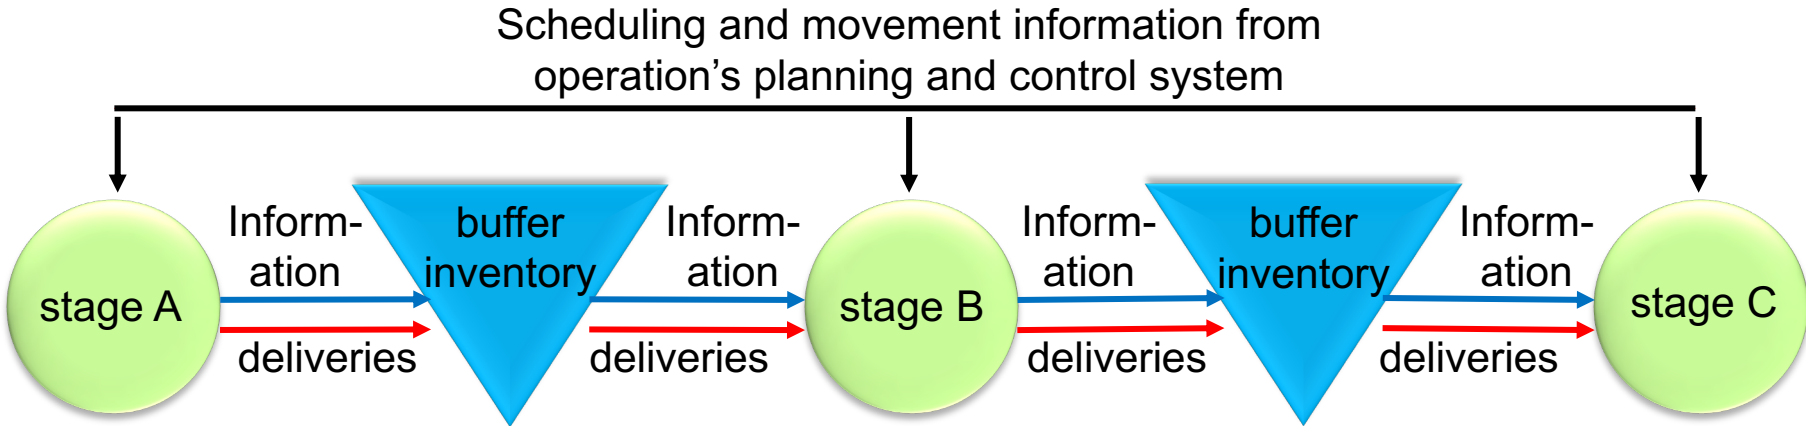 Scheduling and movement information from
operation’s planning and control system
Inform-
ation
buffer
inventory
Inform-
ation
Inform-
ation
buffer
inventory
Inform-
ation
stage A
stage B
stage C
deliveries
deliveries
deliveries
deliveries